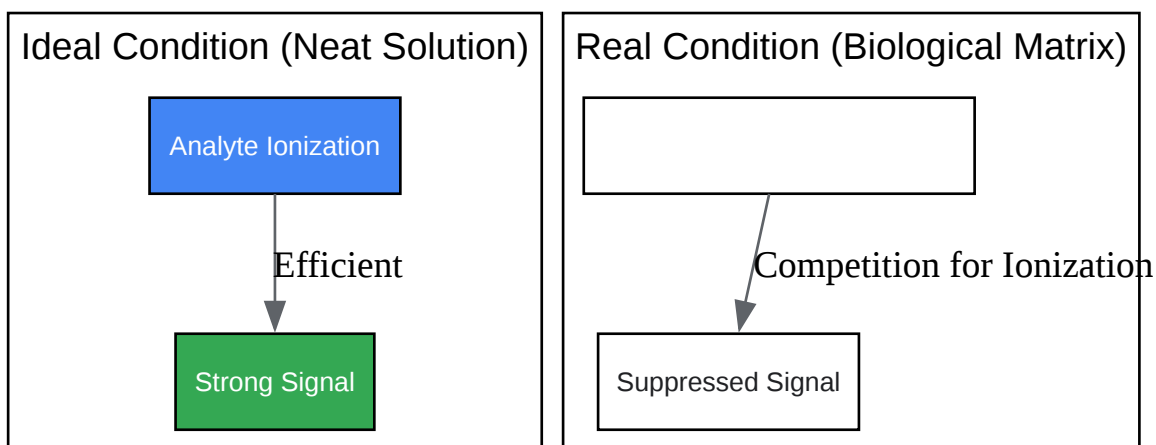 Ideal Condition (Neat Solution)
Analyte Ionization
Efficient
Strong Signal
Real Condition (Biological Matrix)
Competition for Ionization
Suppressed Signal